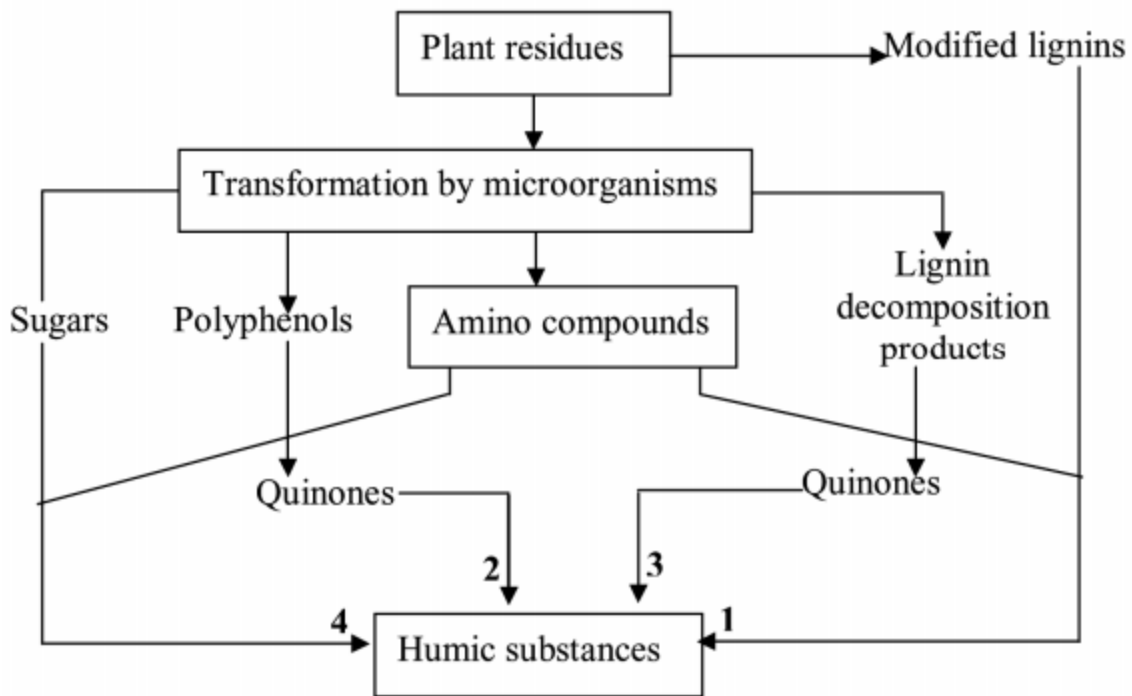 Plant residues
Modified lignins
Transformation by microorganisms
Sugars
Polyphenols
Amino compounds
Lignin
decomposition
products
Quinones
Quinones
2
3
4
1
Humic substances